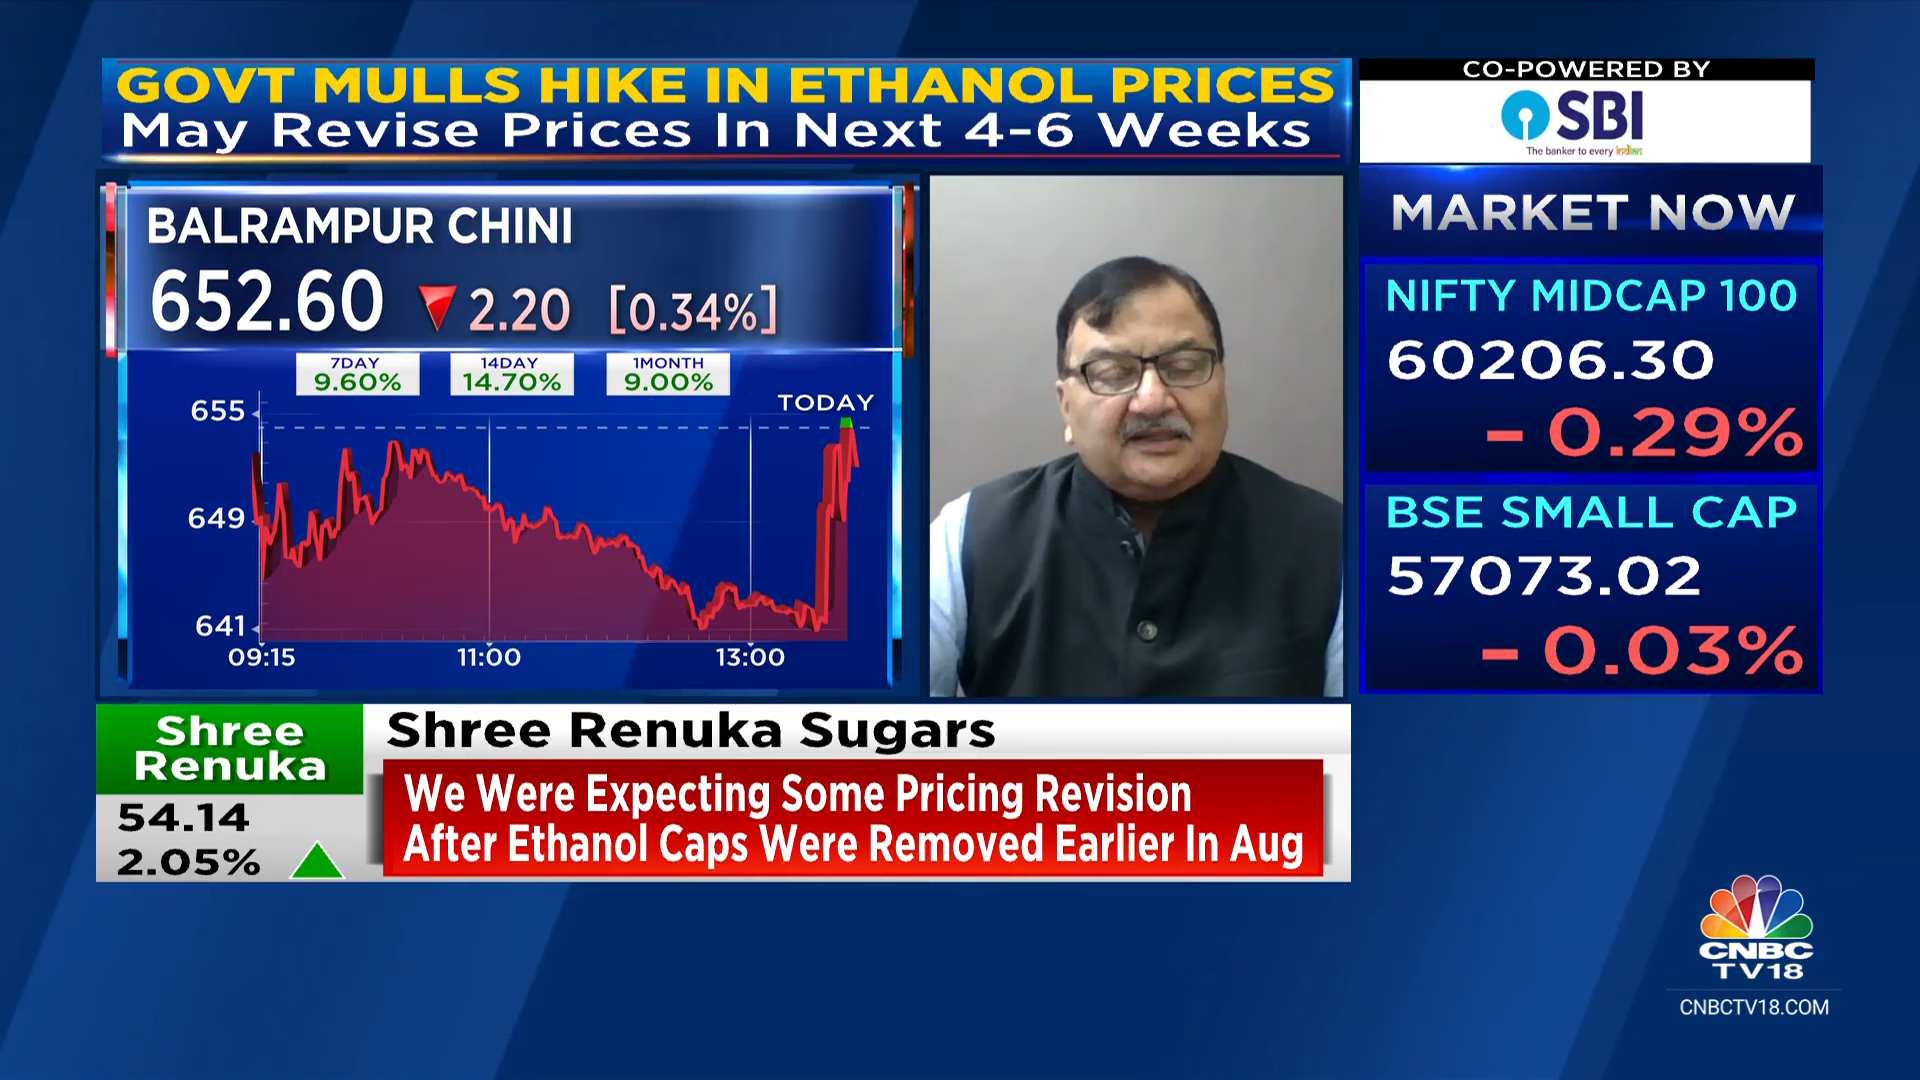 GOVT MULLS HIKE IN ETHANOL PRICES
May Revise Prices In Next 4-6 Weeks
CO-POWERED BY
SBI
The banker to every indian
BALRAMPUR CHINI
652.60 ▼ 2.20 [0.34%]
7DAY 14DAY 1MONTH
9.60% 14.70% 9.00%
TODAY
655
649
641
09:15 11:00 13:00
MARKET NOW
NIFTY MIDCAP 100
60206.30
- 0.29%
BSE SMALL CAP
57073.02
- 0.03%
Shree
Renuka
54.14
2.05% ▲
Shree Renuka Sugars
We Were Expecting Some Pricing Revision
After Ethanol Caps Were Removed Earlier In Aug
CNBC
TV18
CNBCTV18.COM